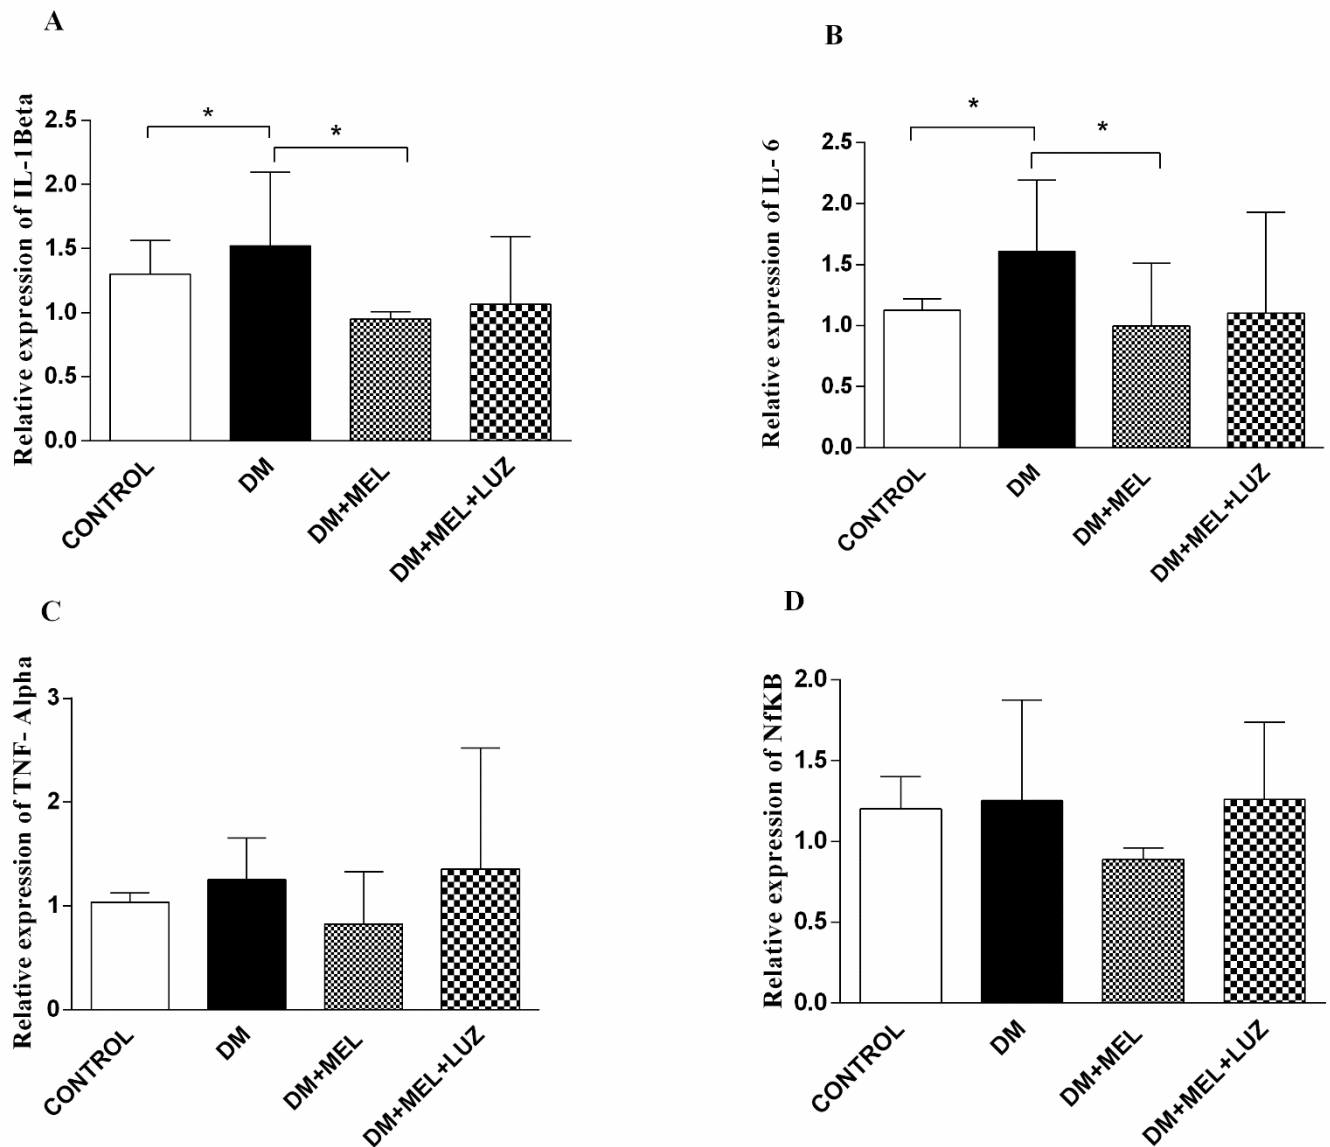 A
Relative expression of IL-1Beta
2.5
2.0
1.5
1.0
0.5
0.0
*
*
CONTROL
DM
DM+MEL
DM+MEL+LUZ
B
Relative expression of IL- 6
2.5
2.0
1.5
1.0
0.5
0.0
*
*
CONTROL
DM
DM+MEL
DM+MEL+LUZ
C
Relative expression of TNF- Alpha
3
2
1
0
CONTROL
DM
DM+MEL
DM+MEL+LUZ
D
Relative expression of NfKB
2.0
1.5
1.0
0.5
0.0
CONTROL
DM
DM+MEL
DM+MEL+LUZ